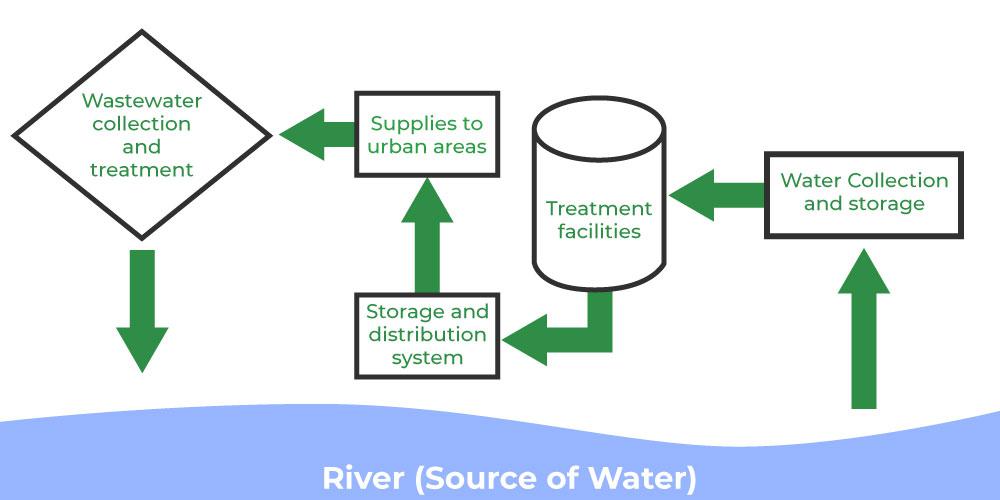 Wastewater
collection
and
treatment
Supplies to
urban areas
Treatment
facilities
Water Collection
and storage
Storage and
distribution
system
River (Source of Water)